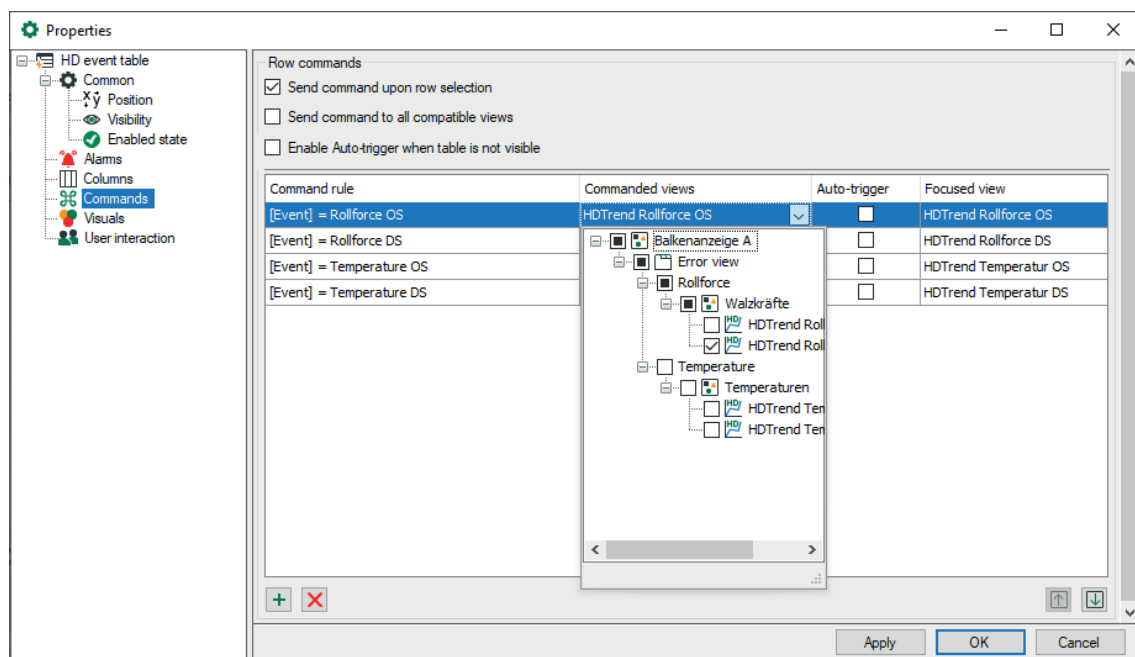 Properties
HD event table
Common
Position
Visibility
Enabled state
Alarms
Columns
Commands
Visuals
User interaction
Row commands
Send command upon row selection
Send command to all compatible views
Enable Auto-trigger when table is not visible
Command rule Commanded views Auto-trigger Focused view
[Event] = Rollforce OS HDTrend Rollforce OS HDTrend Rollforce OS
[Event] = Rollforce DS HDTrend Rollforce DS
[Event] = Temperature OS HDTrend Temperatur OS
[Event] = Temperature DS HDTrend Temperatur DS
Balkenanzeige A
Error view
Rollforce
Walzkräfte
HDTrend Roll
HDTrend Roll
Temperature
Temperaturen
HDTrend Ten
HDTrend Ten
Apply OK Cancel